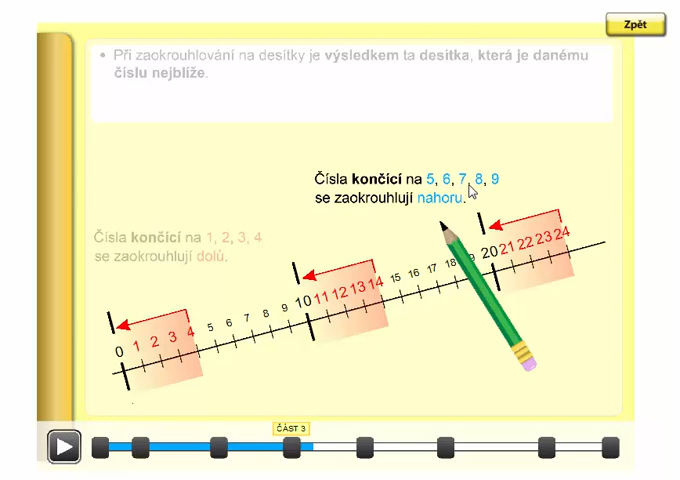 Zpět
• Při zaokrouhlování na desítky je výsledkem ta desítka, která je danému
číslu nejblíže.
Čísla končící na 5, 6, 7, 8, 9
se zaokrouhlují nahoru.
Čísla končící na 1, 2, 3, 4
se zaokrouhlují dolů.
0 1 2 3 4 5 6 7 8 9 10 11 12 13 14 15 16 17 18 9 20 21 22 23 24
ČÁST 3